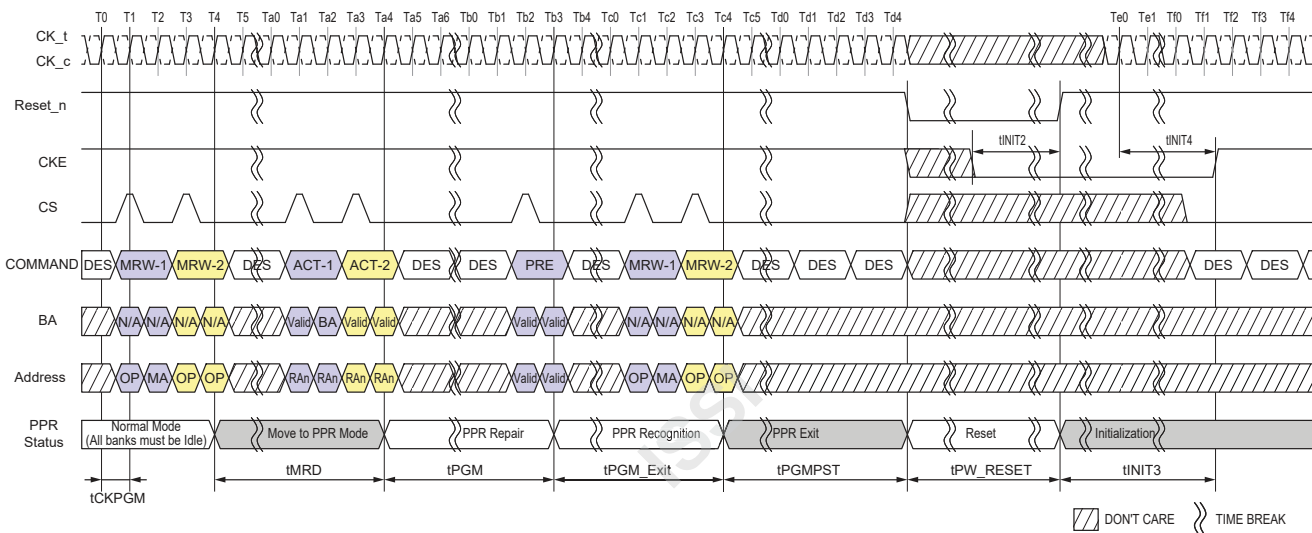 T0 T1 T2 T3 T4 T5 Ta0 Ta1 Ta2 Ta3 Ta4 Ta5 Ta6 Tb0 Tb1 Tb2 Tb3 Tb4 Tc0 Tc1 Tc2 Tc3 Tc4 Tc5 Td0 Td1 Td2 Td3 Td4 Te0 Te1 Tf0 Tf1 Tf2 Tf3 Tf4
CK_t
CK_c
Reset_n
tINIT2 tINIT4
CKE
CS
COMMAND DES MRW-1 MRW-2 DES ACT-1 ACT-2 DES DES PRE DES MRW-1 MRW-2 DES DES DES DES DES
BA N/A N/A N/A N/A Valid BA Valid Valid Valid Valid N/A N/A N/A N/A
Address OP MA OP OP RAn RAn RAn RAn Valid Valid OP MA OP OP
PPR Status
Normal Mode
(All banks must be Idle)
Move to PPR Mode PPR Repair PPR Recognition PPR Exit Reset Initialization
ISSI
tCKPGM tMRD tPGM tPGM_Exit tPGMPST tPW_RESET tINIT3
DON'T CARE TIME BREAK